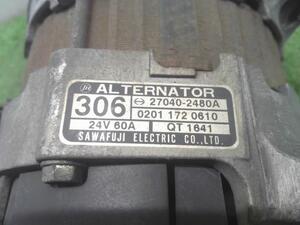 ALTERNATOR
306 27040-2480A
0201 172 0610
24V 60A QT 1641
SAWAFUJI ELECTRIC CO.,LTD.